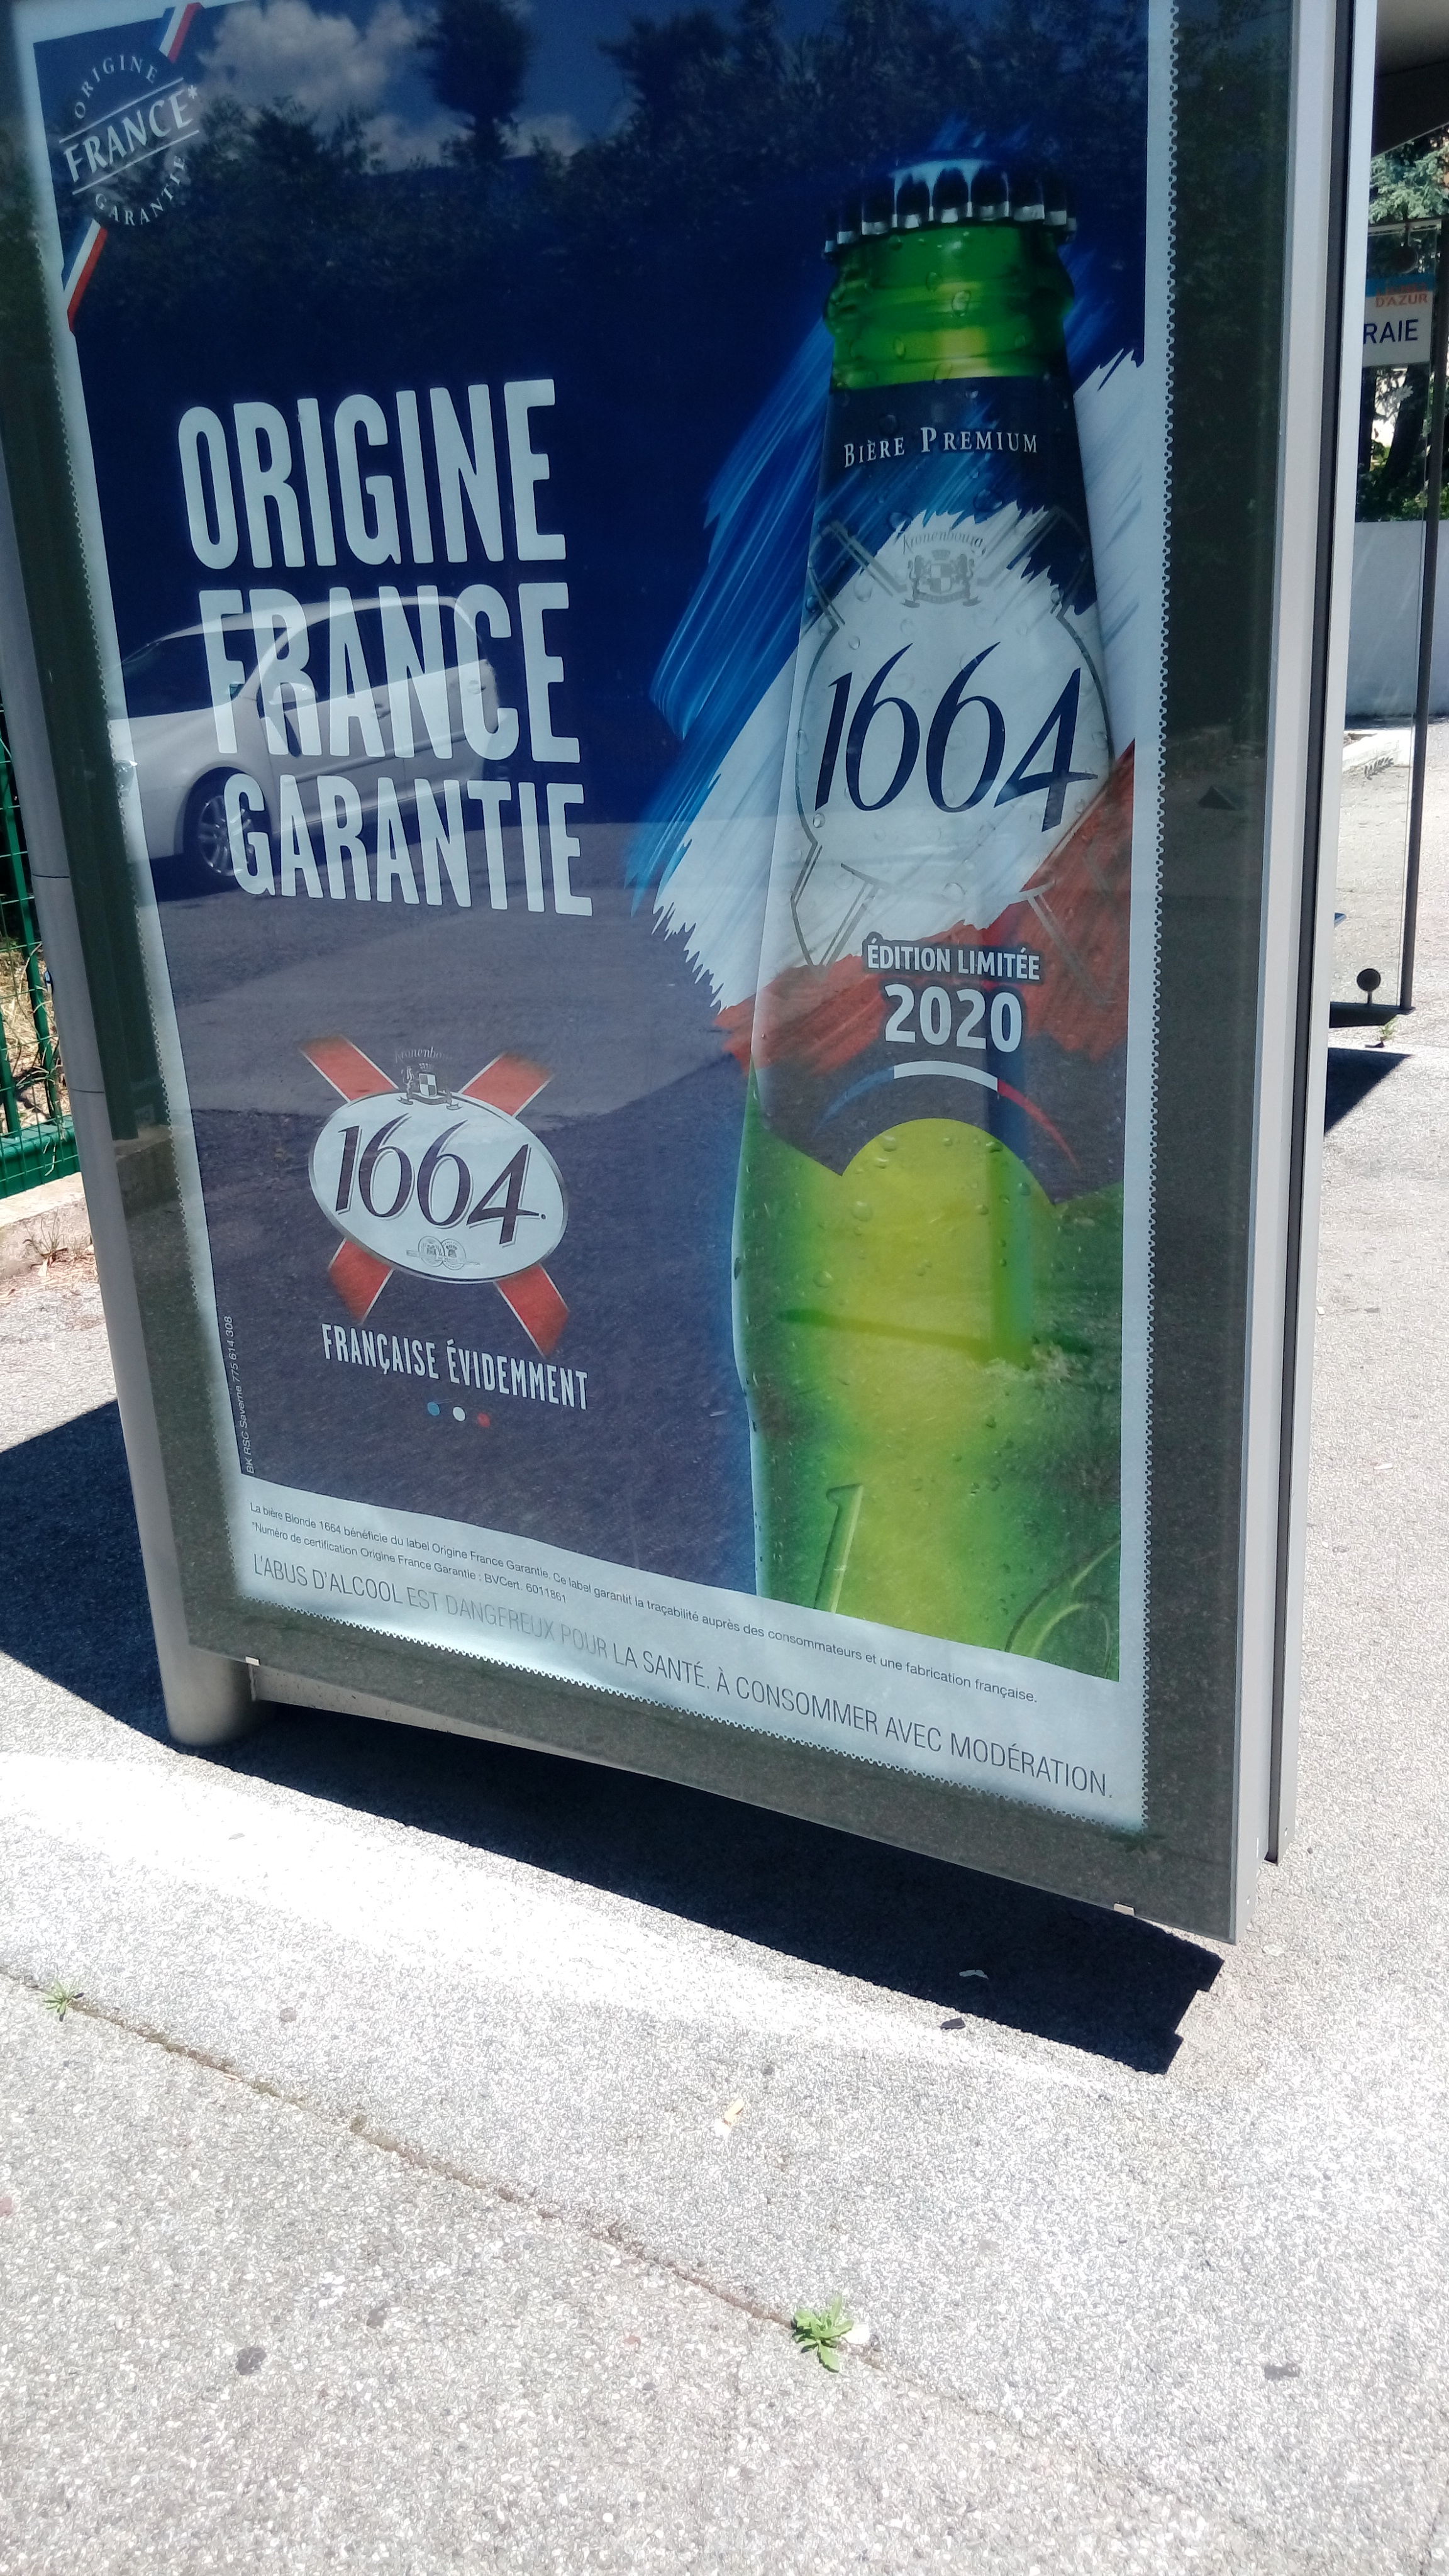 ORIGINE
FRANCE*
GARANTIE
D'AZUR
RAIE
ORIGINE
FRANCE
GARANTIE
BIÈRE PREMIUM
Kronenbourg
1664
ÉDITION LIMITÉE
2020
Kronenbo
1664
FRANÇAISE ÉVIDEMMENT
BK RSC Saverne 775 614 308
La bière Blonde 1664 bénéficie du label Origine France Garantie. Ce label garantit la traçabilité auprès des consommateurs et une fabrication française.
*Numéro de certification Origine France Garantie : BVCert. 6011861
L'ABUS D'ALCOOL EST DANGEREUX POUR LA SANTÉ. À CONSOMMER AVEC MODÉRATION.